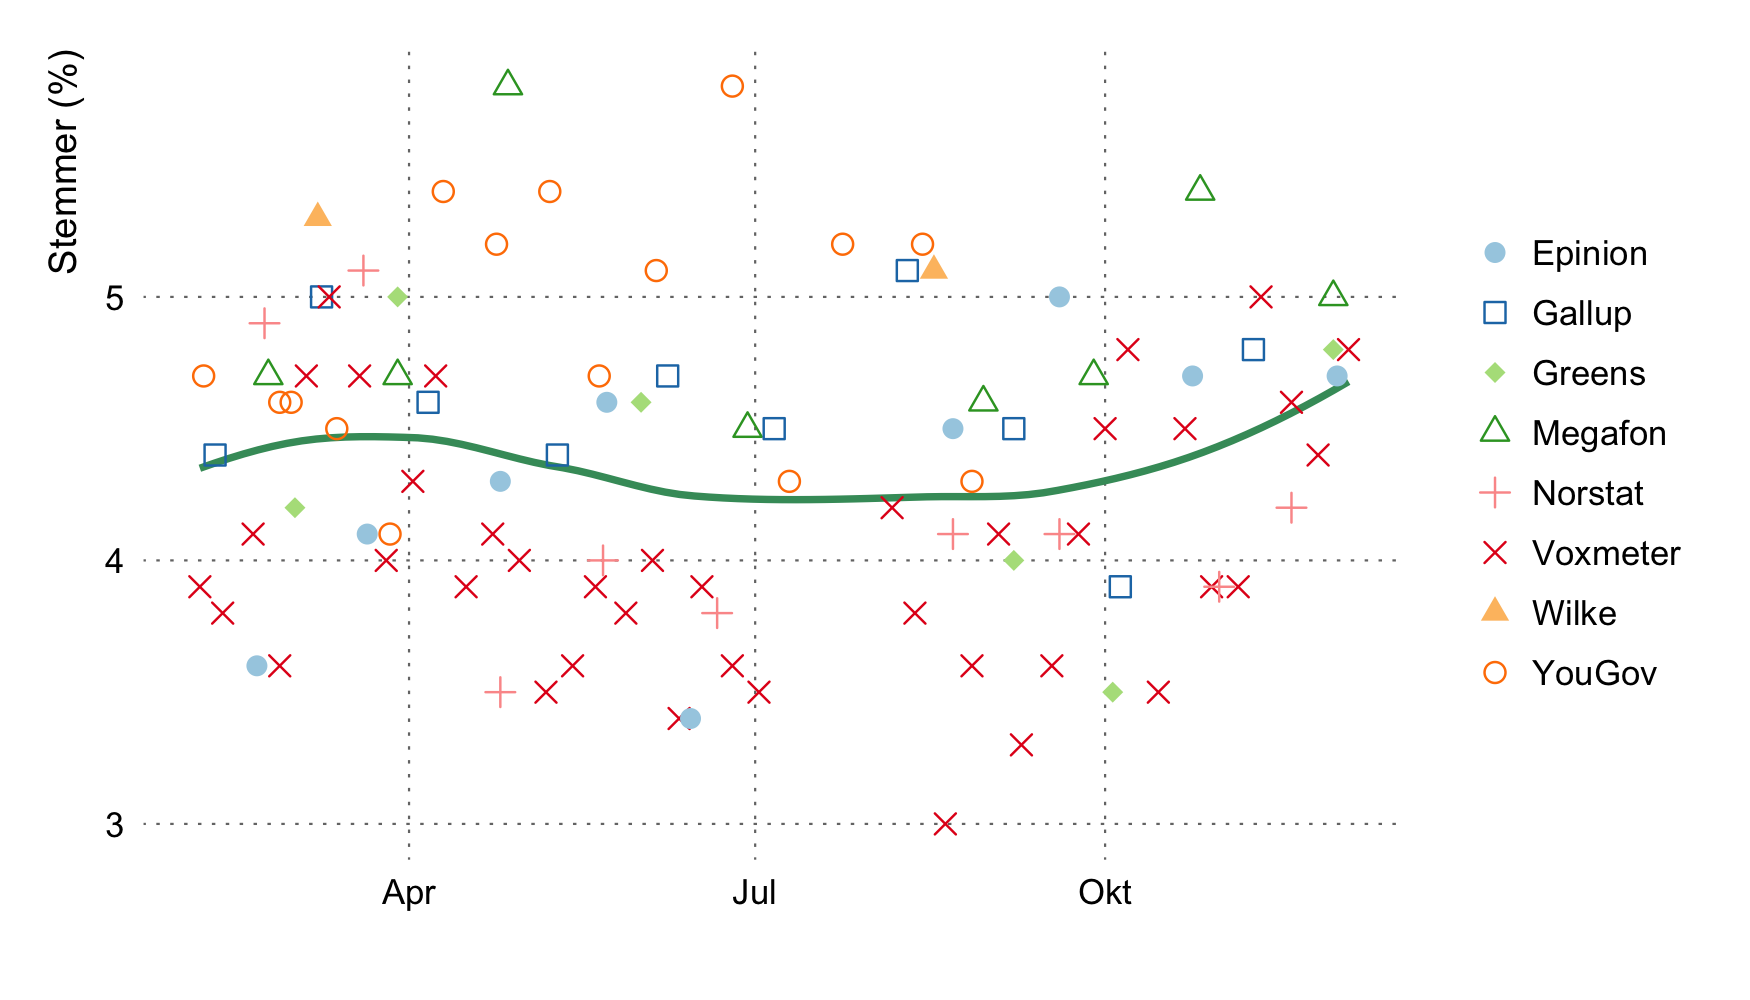 Stemmer (%)
5
4
3
Apr
Jul
Okt
Epinion
Gallup
Greens
Megafon
Norstat
Voxmeter
Wilke
YouGov